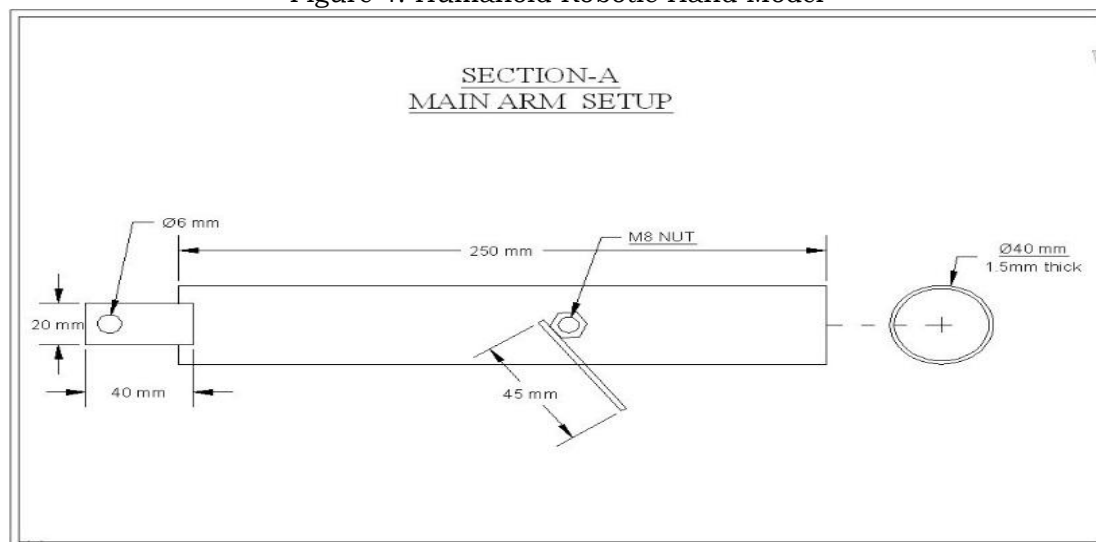 Figure 4: Humanoid Robotic Hand Model
SECTION-A
MAIN ARM SETUP
Ø6 mm
250 mm
M8 NUT
Ø40 mm
1.5mm thick
20 mm
40 mm
45 mm